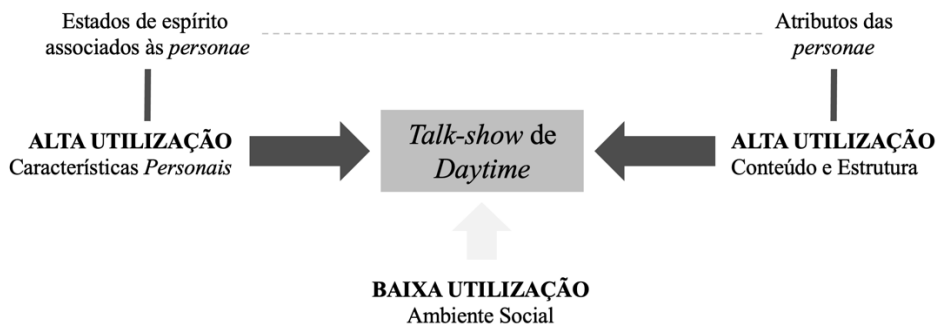 Estados de espírito
associados às personae
Atributos das
personae
ALTA UTILIZAÇÃO
Características Personais
Talk-show de
Daytime
ALTA UTILIZAÇÃO
Conteúdo e Estrutura
BAIXA UTILIZAÇÃO
Ambiente Social